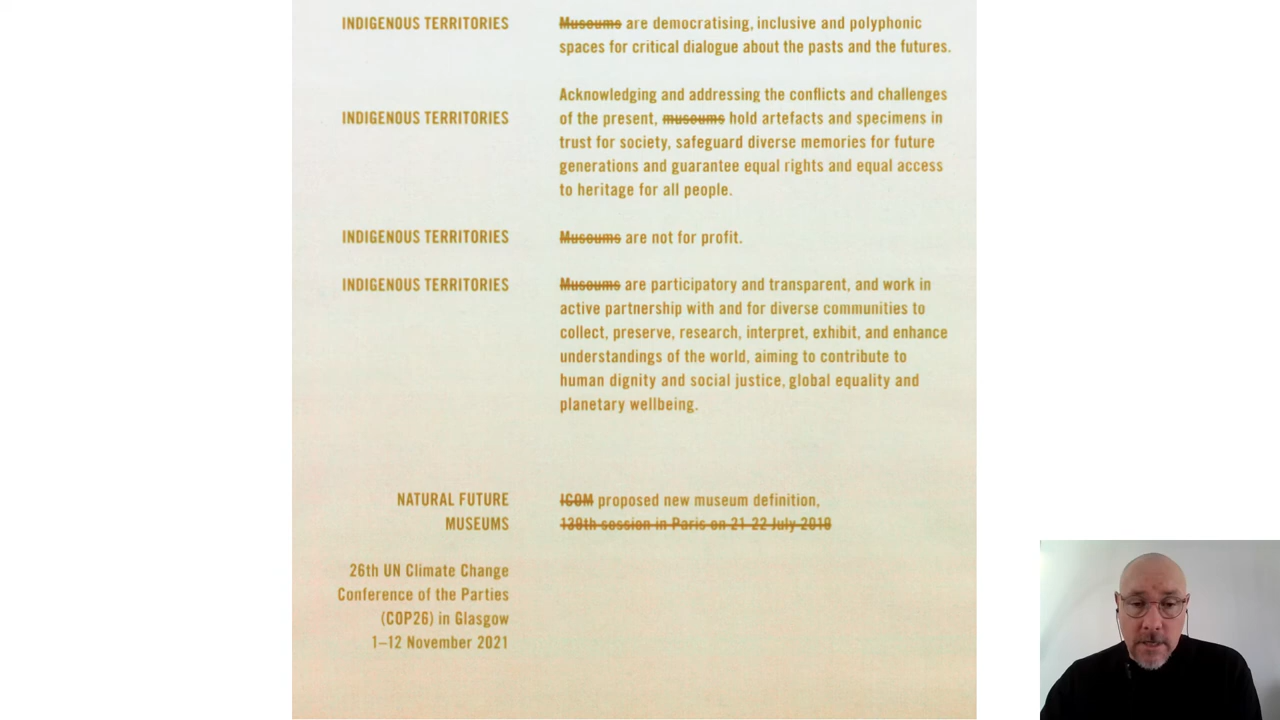 INDIGENOUS TERRITORIES Museums are democratising, inclusive and polyphonic
spaces for critical dialogue about the pasts and the futures.
Acknowledging and addressing the conflicts and challenges
INDIGENOUS TERRITORIES of the present, museums hold artefacts and specimens in
trust for society, safeguard diverse memories for future
generations and guarantee equal rights and equal access
to heritage for all people.
INDIGENOUS TERRITORIES Museums are not for profit.
INDIGENOUS TERRITORIES Museums are participatory and transparent, and work in
active partnership with and for diverse communities to
collect, preserve, research, interpret, exhibit, and enhance
understandings of the world, aiming to contribute to
human dignity and social justice, global equality and
planetary wellbeing.
NATURAL FUTURE ICOM proposed new museum definition,
MUSEUMS 139th session in Paris on 21-22 July 2019
26th UN Climate Change
Conference of the Parties
(COP26) in Glasgow
1–12 November 2021